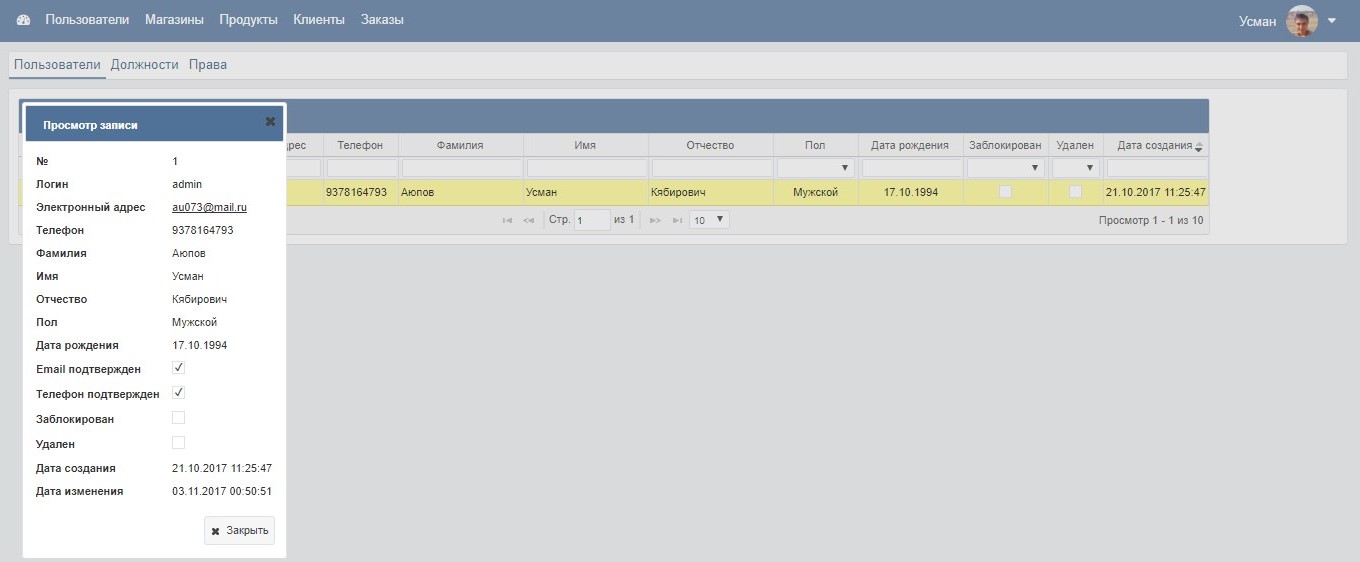 Пользователи Магазины Продукты Клиенты Заказы Усман
Пользователи Должности Права
Просмотр записи
№ 1
Логин admin
Электронный адрес au073@mail.ru
Телефон 9378164793
Фамилия Аюпов
Имя Усман
Отчество Кябирович
Пол Мужской
Дата рождения 17.10.1994
Email подтвержден
Телефон подтвержден
Заблокирован
Удален
Дата создания 21.10.2017 11:25:47
Дата изменения 03.11.2017 00:50:51
Закрыть
рес Телефон Фамилия Имя Отчество Пол Дата рождения Заблокирован Удален Дата создания
9378164793 Аюпов Усман Кябирович Мужской 17.10.1994 21.10.2017 11:25:47
Стр. 1 из 1 10 Просмотр 1 - 1 из 10